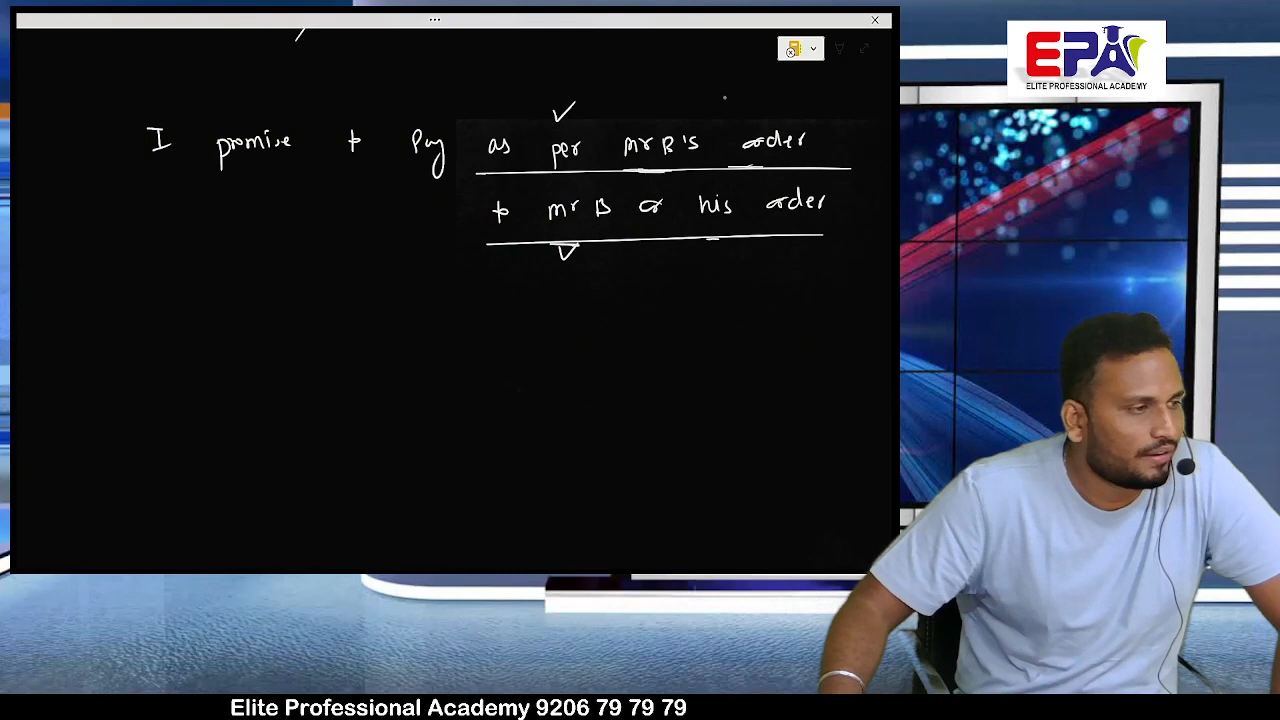 EPA
ELITE PROFESSIONAL ACADEMY
I promise to Pay as per Mr B's order
to Mr B or his order
Elite Professional Academy 9206 79 79 79